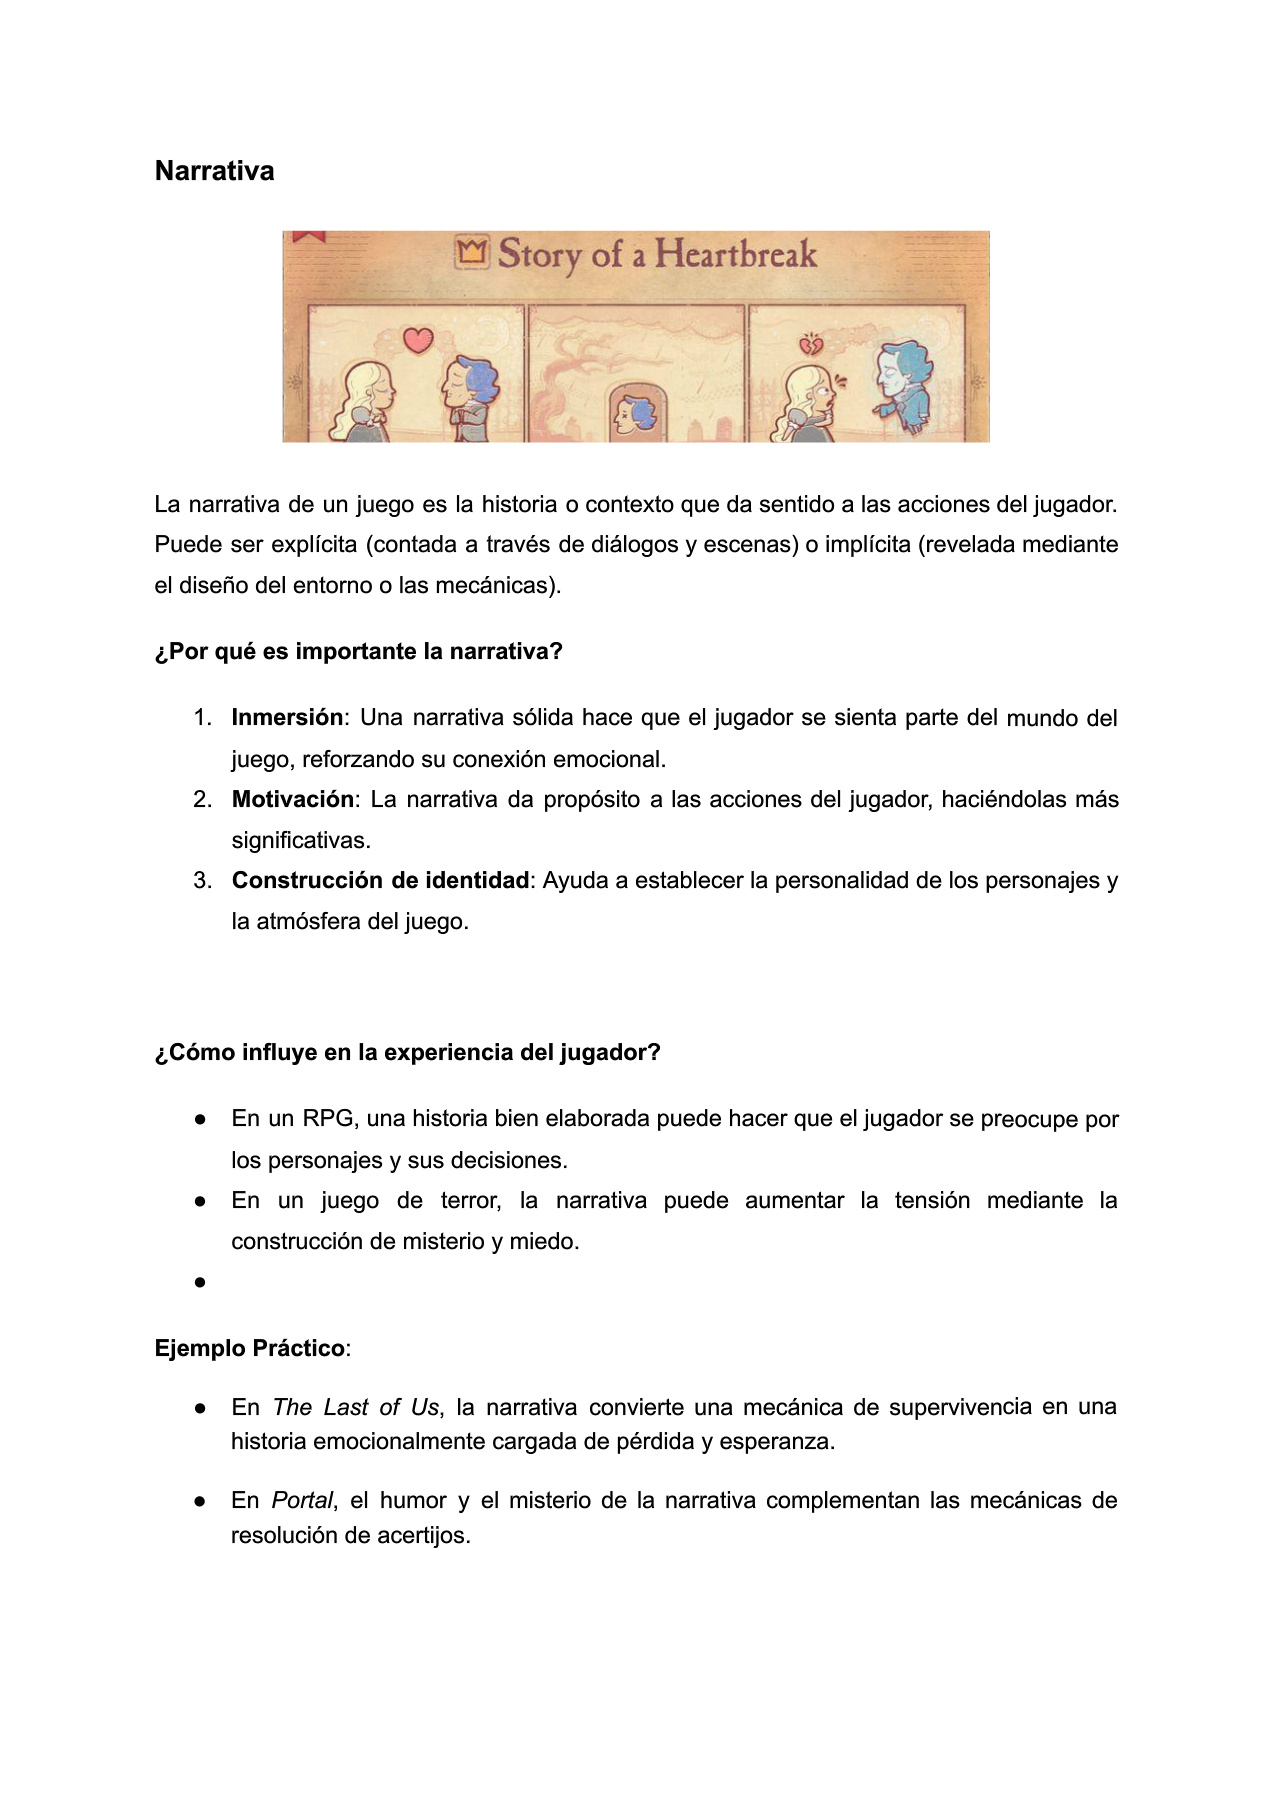 Narrativa
Story of a Heartbreak
La narrativa de un juego es la historia o contexto que da sentido a las acciones del jugador.
Puede ser explícita (contada a través de diálogos y escenas) o implícita (revelada mediante
el diseño del entorno o las mecánicas).
¿Por qué es importante la narrativa?
1. Inmersión: Una narrativa sólida hace que el jugador se sienta parte del mundo del
juego, reforzando su conexión emocional.
2. Motivación: La narrativa da propósito a las acciones del jugador, haciéndolas más
significativas.
3. Construcción de identidad: Ayuda a establecer la personalidad de los personajes y
la atmósfera del juego.
¿Cómo influye en la experiencia del jugador?
● En un RPG, una historia bien elaborada puede hacer que el jugador se preocupe por
los personajes y sus decisiones.
● En un juego de terror, la narrativa puede aumentar la tensión mediante la
construcción de misterio y miedo.
●
Ejemplo Práctico:
● En The Last of Us, la narrativa convierte una mecánica de supervivencia en una
historia emocionalmente cargada de pérdida y esperanza.
● En Portal, el humor y el misterio de la narrativa complementan las mecánicas de
resolución de acertijos.